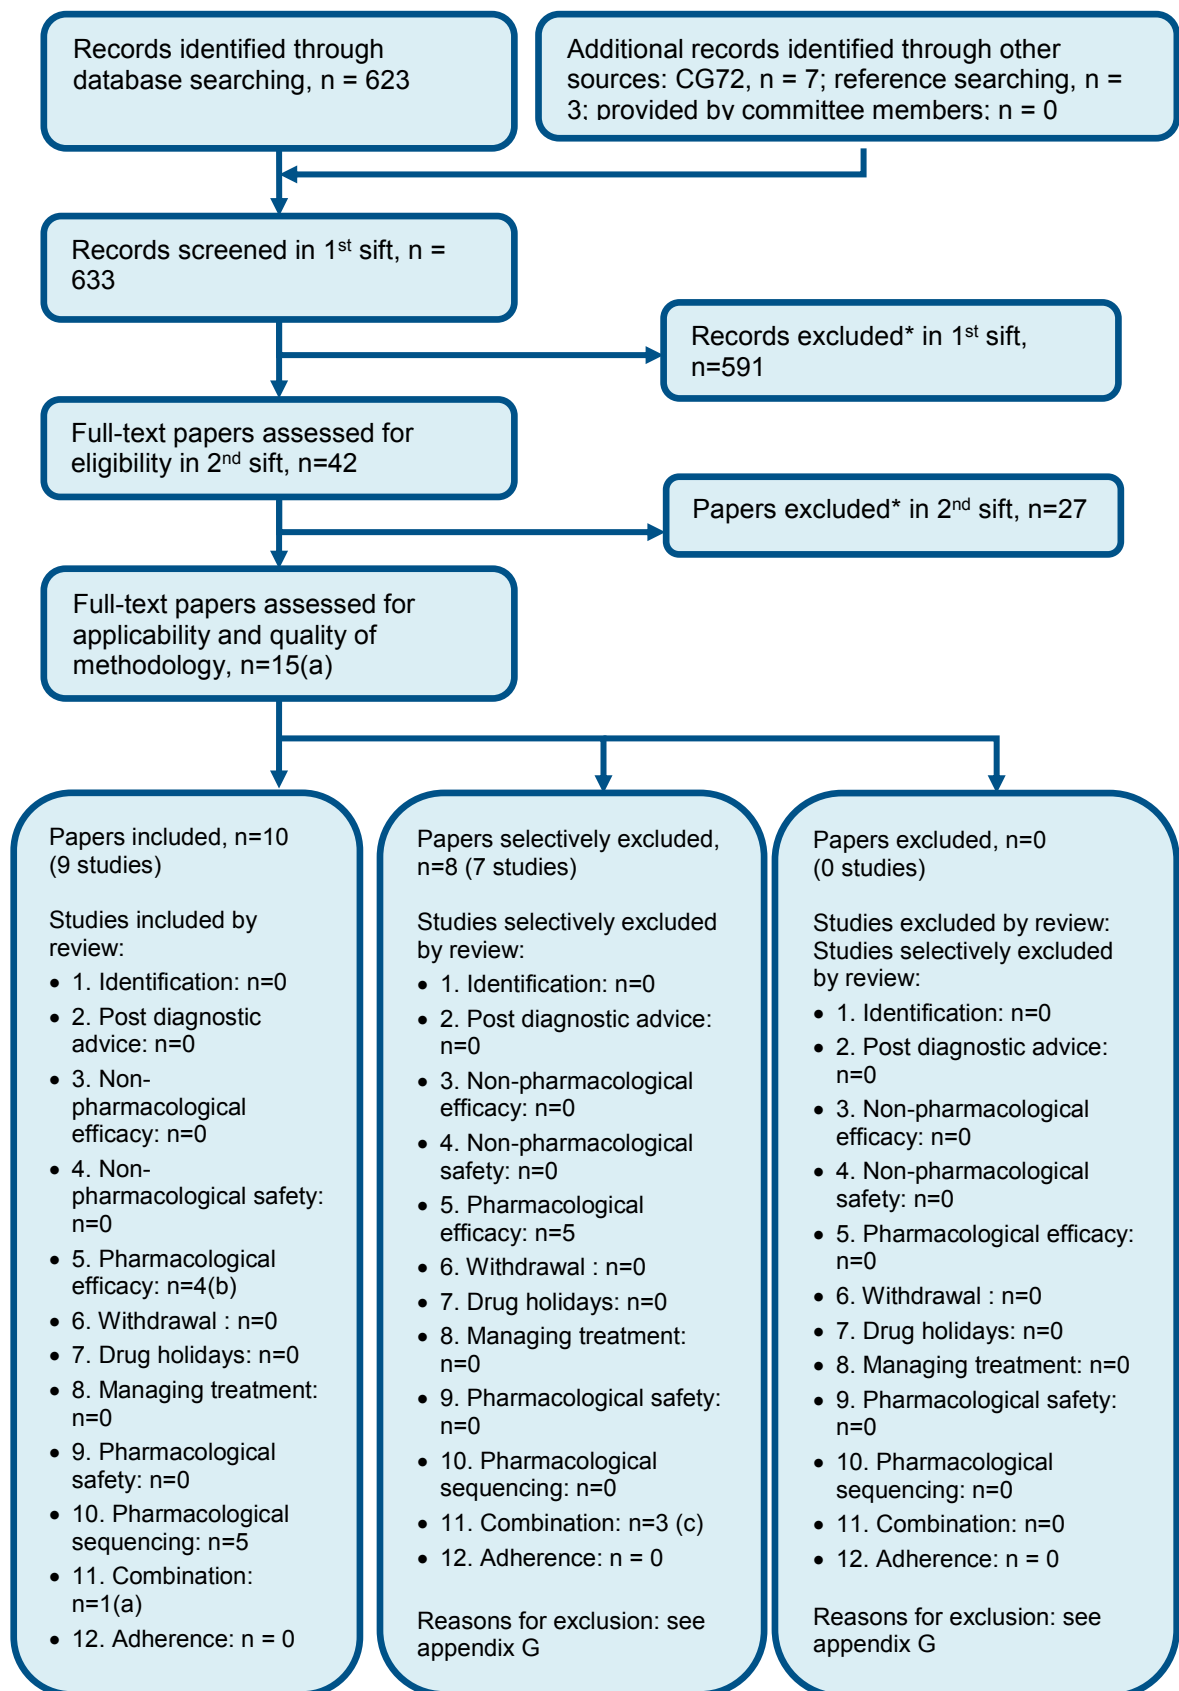 Records identified through
database searching, n = 623
Additional records identified through other
sources: CG72, n = 7; reference searching, n =
3; provided by committee members; n = 0
Records screened in 1st sift, n =
633
Records excluded* in 1st sift,
n=591
Full-text papers assessed for
eligibility in 2nd sift, n=42
Papers excluded* in 2nd sift, n=27
Full-text papers assessed for
applicability and quality of
methodology, n=15(a)
Papers included, n=10
(9 studies)
Studies included by
review:
• 1. Identification: n=0
• 2. Post diagnostic
advice: n=0
• 3. Non-
pharmacological
efficacy: n=0
• 4. Non-
pharmacological safety:
n=0
• 5. Pharmacological
efficacy: n=4(b)
• 6. Withdrawal : n=0
• 7. Drug holidays: n=0
• 8. Managing treatment:
n=0
• 9. Pharmacological
safety: n=0
• 10. Pharmacological
sequencing: n=5
• 11. Combination:
n=1(a)
• 12. Adherence: n = 0
Papers selectively excluded,
n=8 (7 studies)
Studies selectively excluded
by review:
• 1. Identification: n=0
• 2. Post diagnostic advice:
n=0
• 3. Non-pharmacological
efficacy: n=0
• 4. Non-pharmacological
safety: n=0
• 5. Pharmacological
efficacy: n=5
• 6. Withdrawal : n=0
• 7. Drug holidays: n=0
• 8. Managing treatment:
n=0
• 9. Pharmacological safety:
n=0
• 10. Pharmacological
sequencing: n=0
• 11. Combination: n=3 (c)
• 12. Adherence: n = 0
Reasons for exclusion: see
appendix G
Papers excluded, n=0
(0 studies)
Studies excluded by review:
Studies selectively excluded
by review:
• 1. Identification: n=0
• 2. Post diagnostic advice:
n=0
• 3. Non-pharmacological
efficacy: n=0
• 4. Non-pharmacological
safety: n=0
• 5. Pharmacological efficacy:
n=0
• 6. Withdrawal : n=0
• 7. Drug holidays: n=0
• 8. Managing treatment: n=0
• 9. Pharmacological safety:
n=0
• 10. Pharmacological
sequencing: n=0
• 11. Combination: n=0
• 12. Adherence: n = 0
Reasons for exclusion: see
appendix G